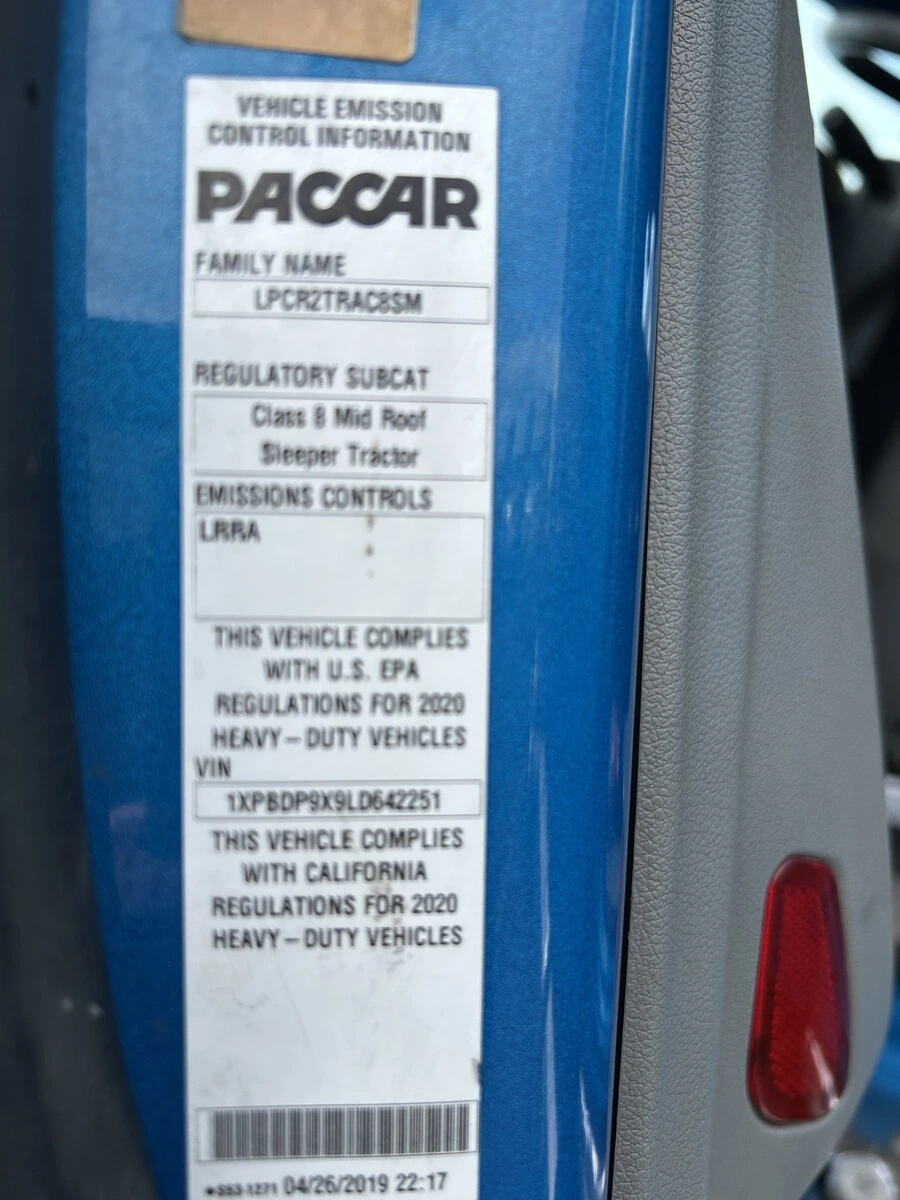 VEHICLE EMISSION
CONTROL INFORMATION
PACCAR
FAMILY NAME
LPCR2TRAC8SM
REGULATORY SUBCAT
Class 8 Mid Roof
Sleeper Tractor
EMISSIONS CONTROLS
LRRA
THIS VEHICLE COMPLIES
WITH U.S. EPA
REGULATIONS FOR 2020
HEAVY-DUTY VEHICLES
VIN
1XPBDP9X9LD642251
THIS VEHICLE COMPLIES
WITH CALIFORNIA
REGULATIONS FOR 2020
HEAVY-DUTY VEHICLES
•S53-1271 04/26/2019 22:17